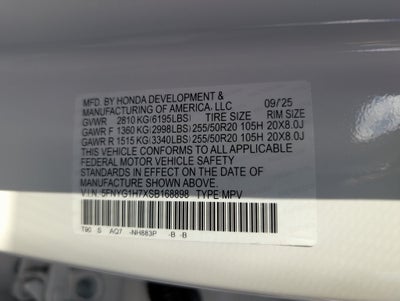 MFD. BY HONDA DEVELOPMENT &
MANUFACTURING OF AMERICA, LLC 09/'25
GVWR 2810 KG(6195LBS) TIRE SIZE RIM SIZE
GAWR F 1360 KG(2998LBS) 255/50R20 105H 20X8.0J
GAWR R 1515 KG(3340LBS) 255/50R20 105H 20X8.0J
THIS VEHICLE CONFORMS TO ALL APPLICABLE
FEDERAL MOTOR VEHICLE SAFETY STANDARDS
IN EFFECT ON THE DATE OF MANUFACTURE
SHOWN ABOVE.
V.I.N. 5FNYG1H7XSB168898 TYPE:MPV
T90 S AQ7 -NH883P -B -B